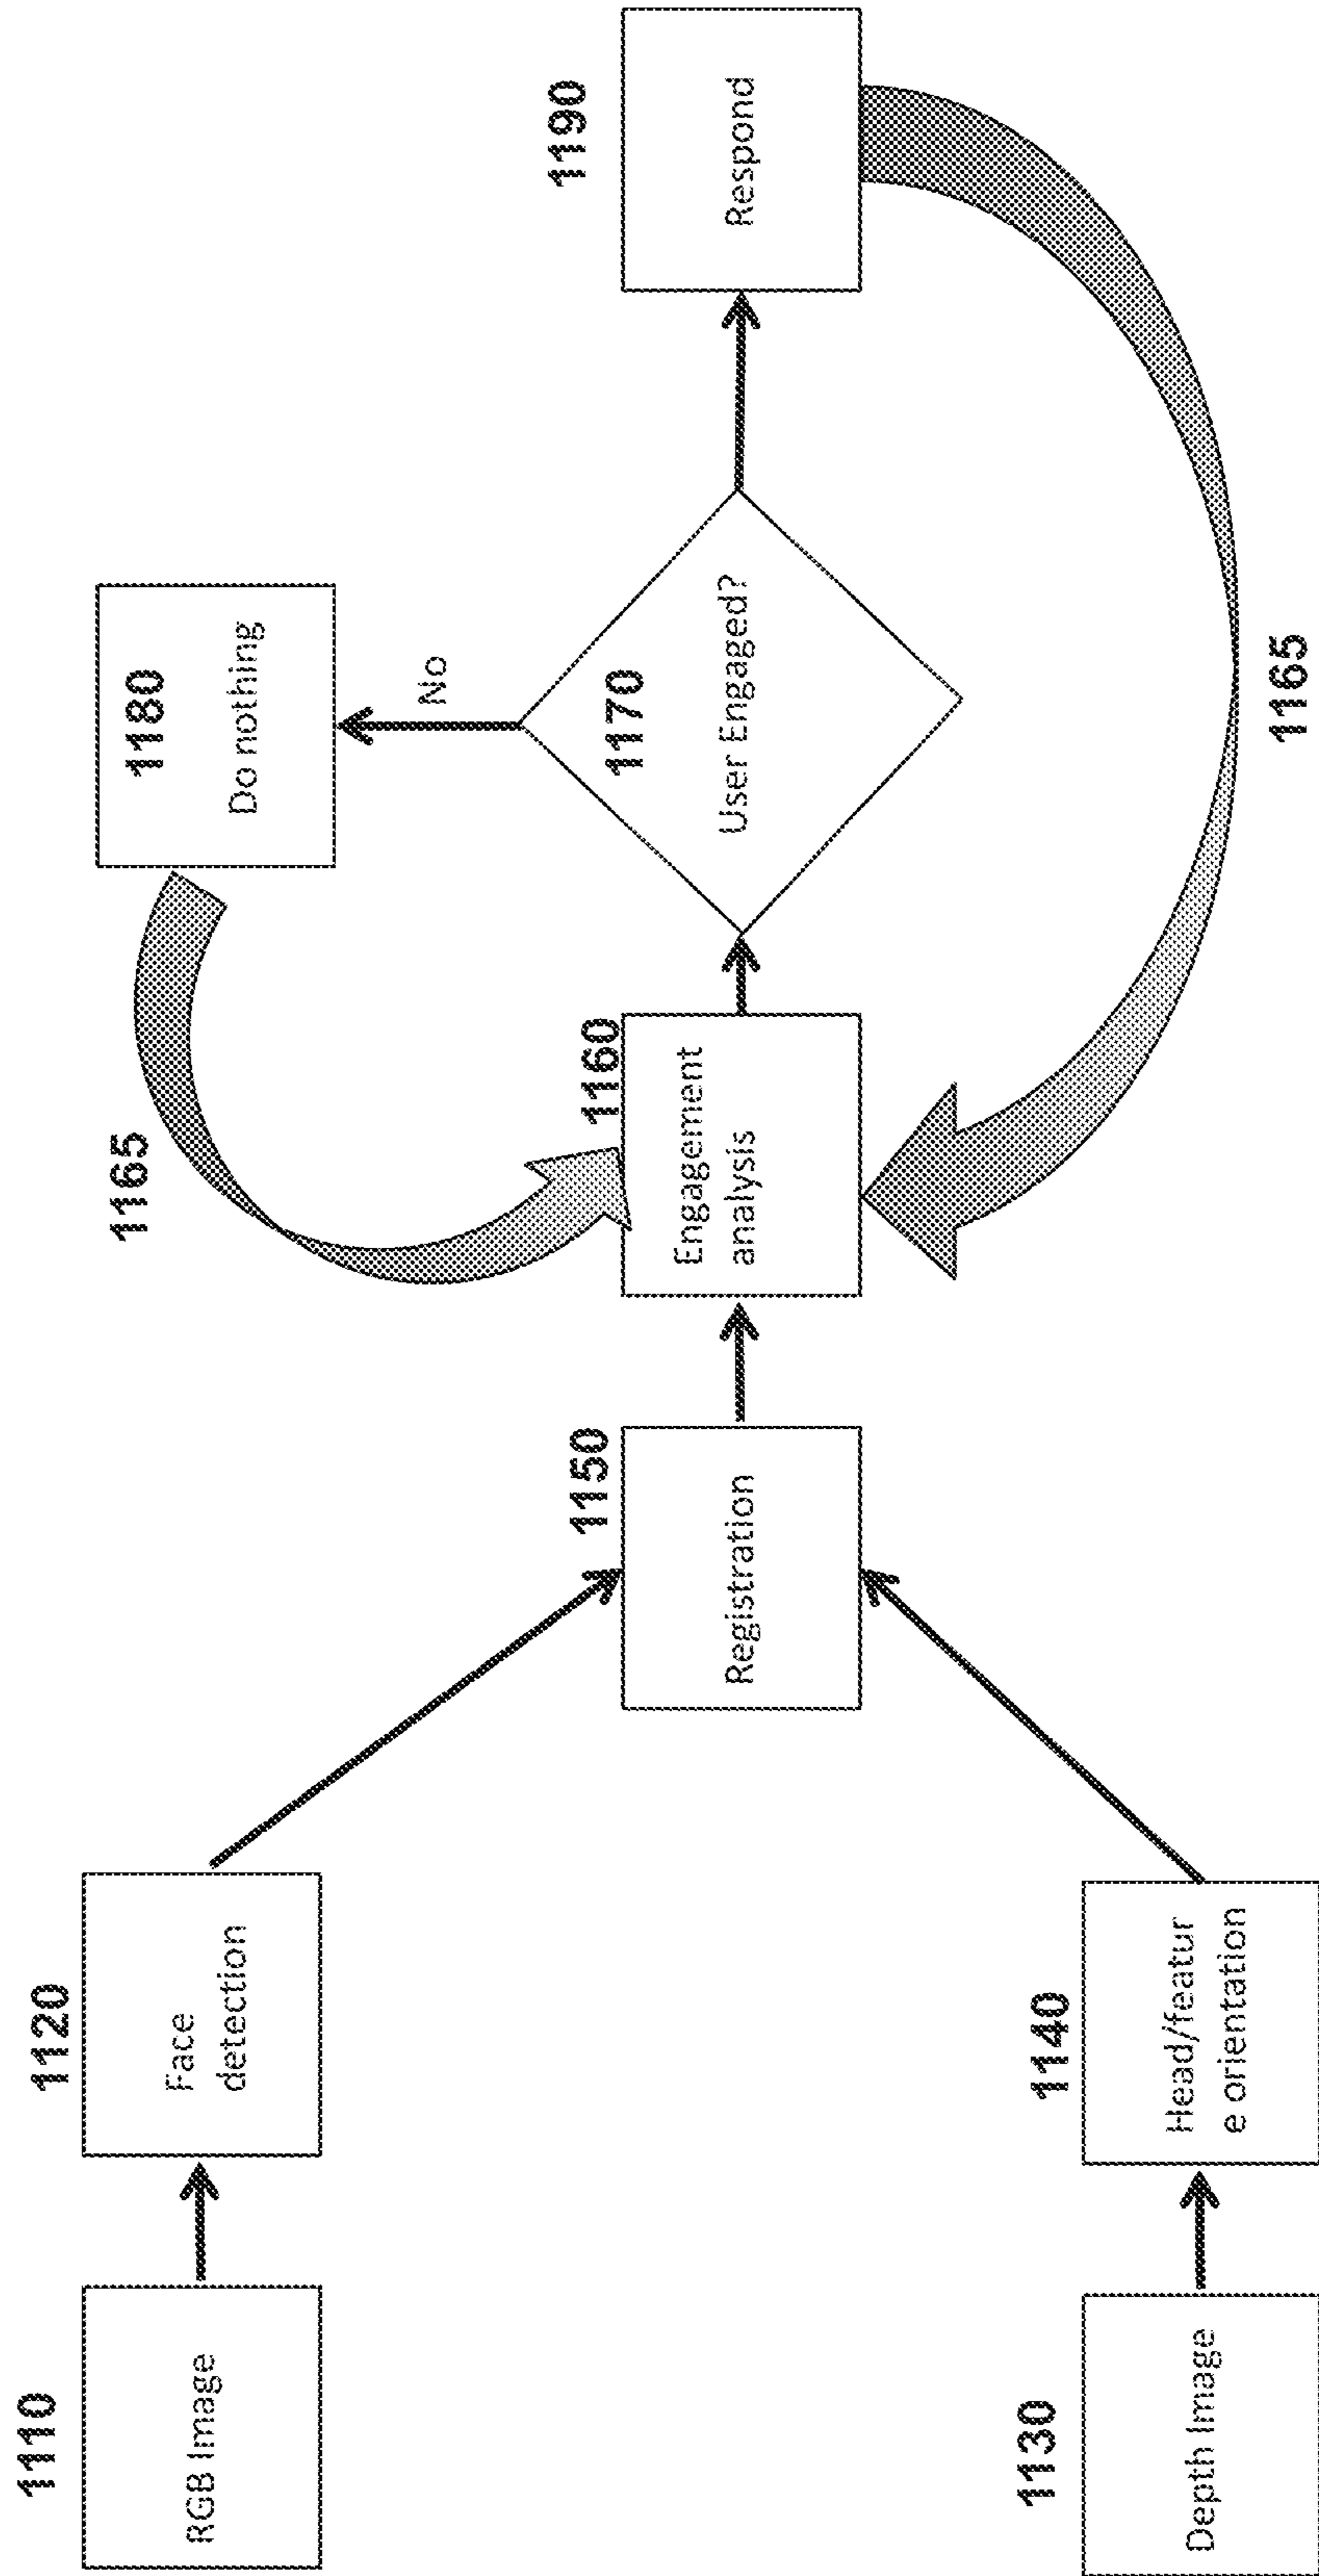 1110
RGB Image
1120
Face
detection
1130
Depth Image
1140
Head/featur
e orientation
1150
Registration
1160
Engagement
analysis
1165
1170
User Engaged?
No
1180
Do nothing
1190
Respond
1165